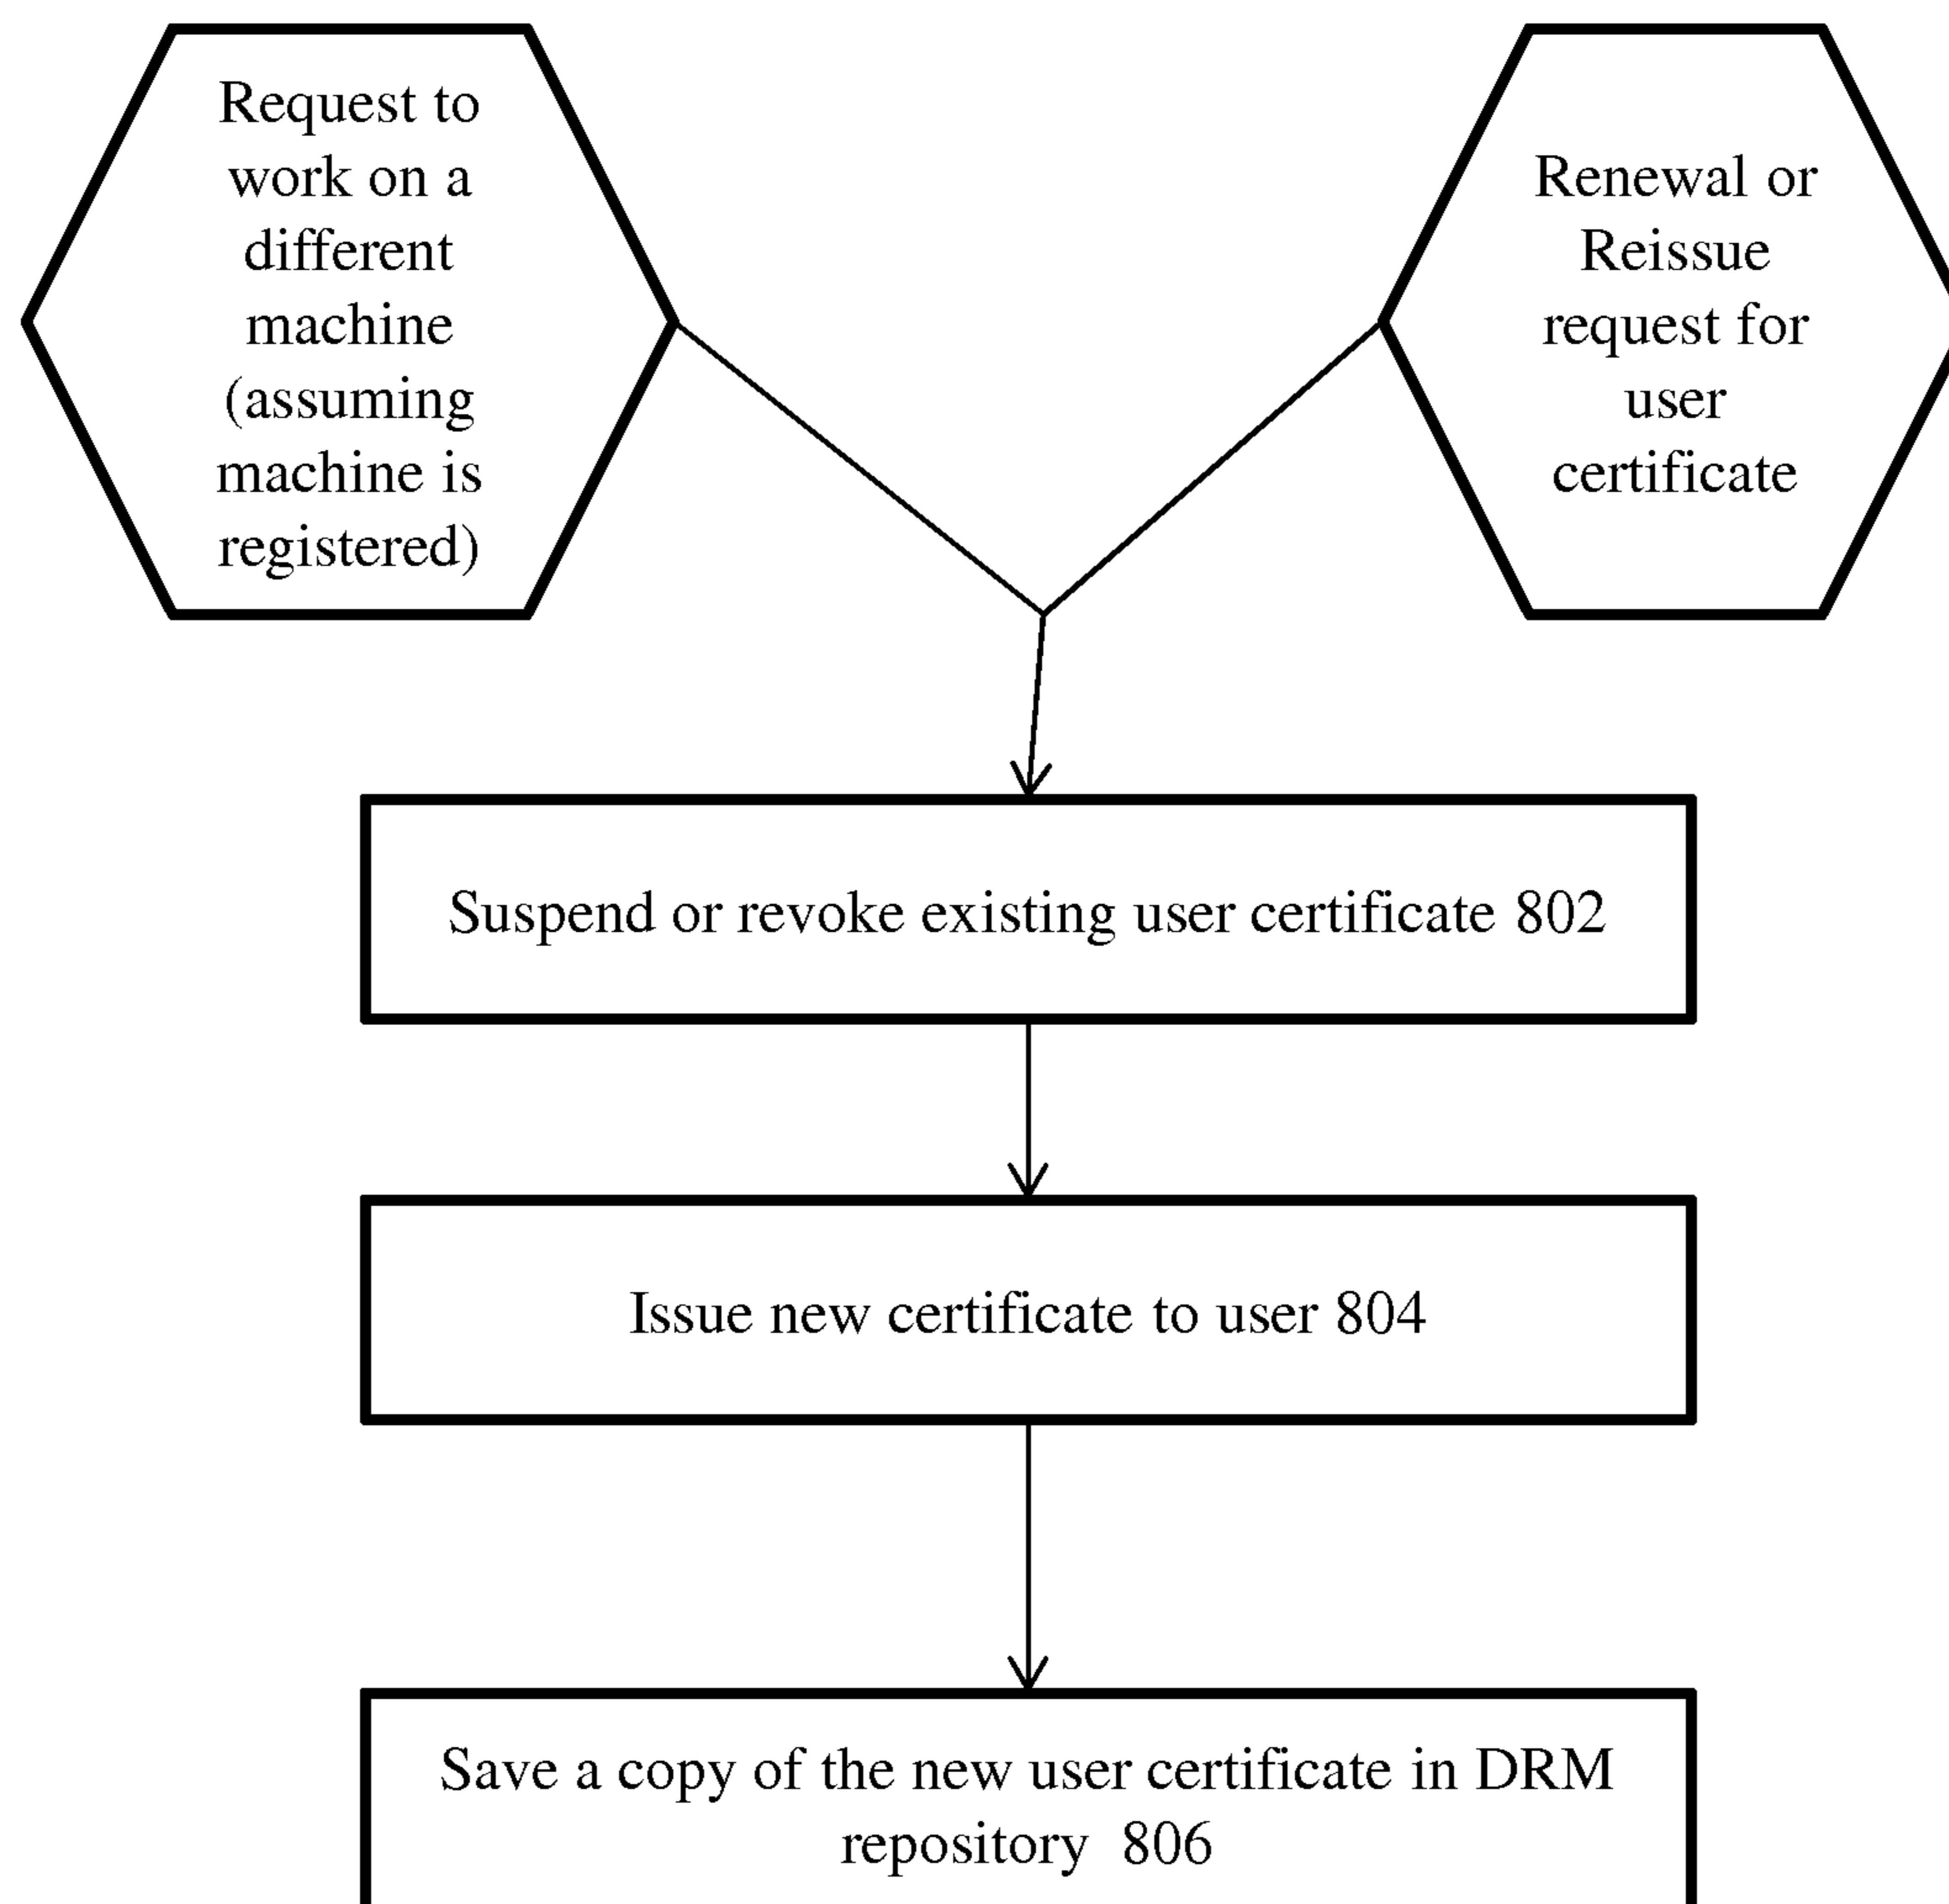 Request to
work on a
different
machine
(assuming
machine is
registered)
Renewal or
Reissue
request for
user
certificate
Suspend or revoke existing user certificate 802
Issue new certificate to user 804
Save a copy of the new user certificate in DRM
repository 806